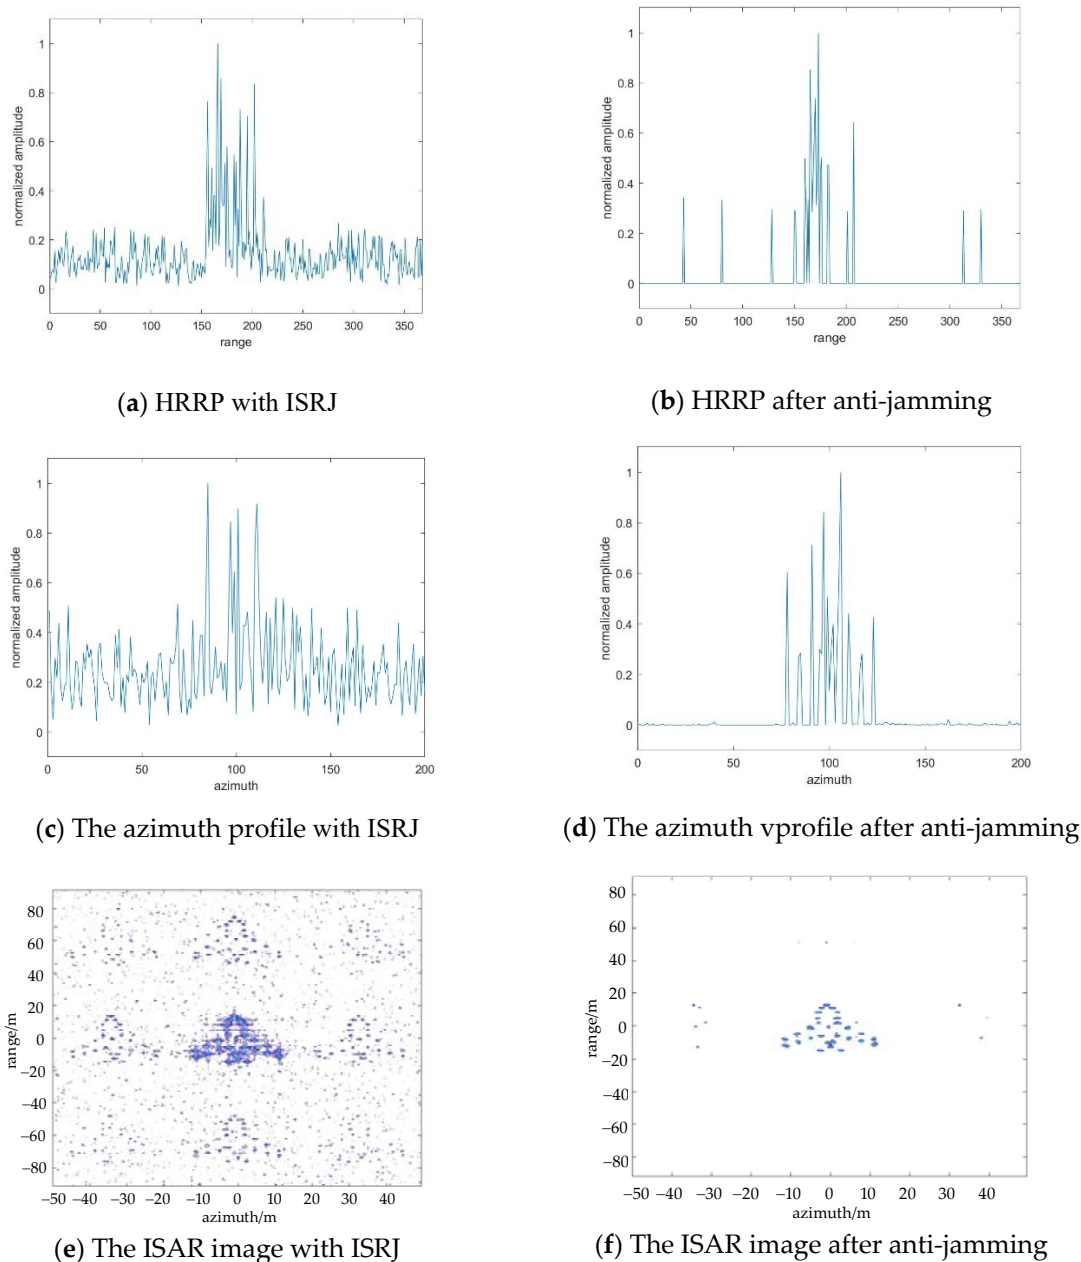 1
0.8
0.6
0.4
0.2
0
normalized amplitude
0 50 100 150 200 250 300 350
range
(a) HRRP with ISRJ
1
0.8
0.6
0.4
0.2
0
normalized amplitude
0 50 100 150 200 250 300 350
range
(b) HRRP after anti-jamming
1
0.8
0.6
0.4
0.2
0
normalized amplitude
0 50 100 150 200
azimuth
(c) The azimuth profile with ISRJ
1
0.8
0.6
0.4
0.2
0
normalized amplitude
0 50 100 150 200
azimuth
(d) The azimuth vprofile after anti-jamming
80
60
40
20
0
−20
−40
−60
−80
range/m
−50 −40 −30 −20 −10 0 10 20 30 40
azimuth/m
(e) The ISAR image with ISRJ
80
60
40
20
0
−20
−40
−60
−80
range/m
−50 −40 −30 −20 −10 0 10 20 30 40
azimuth/m
(f) The ISAR image after anti-jamming